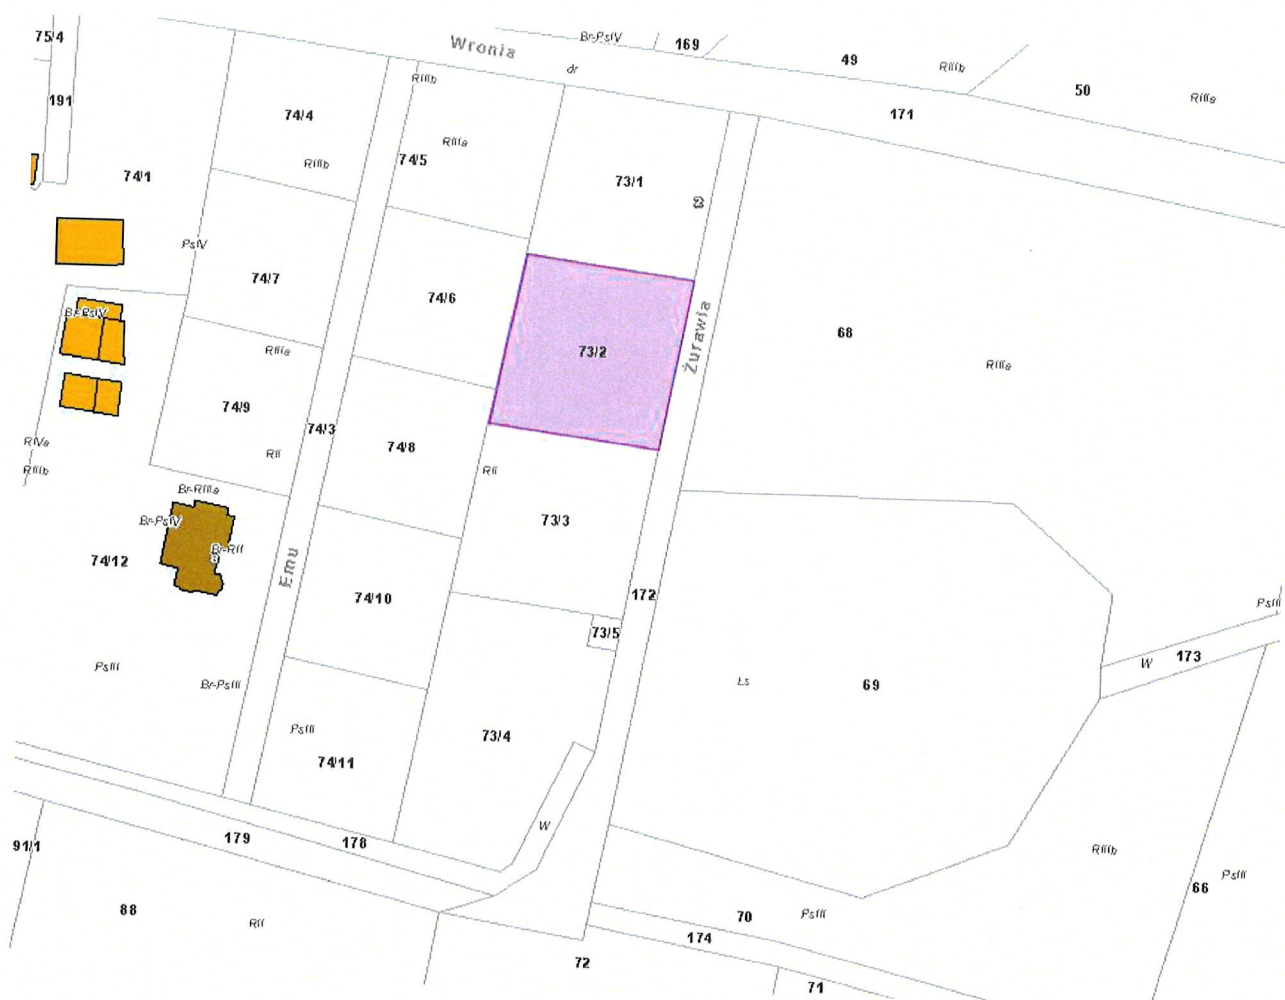 75/4
Wronia
dr
Br-PsIV
169
49
RIIIb
50
RIIIa
191
RIIIb
171
74/4
RIIIa
74/5
RIIIb
74/1
73/1
PsIV
74/7
74/6
Br-PsIV
68
RIIIa
73/2
Żurawia
RIIIa
74/9
74/3
74/8
RIVa
RIIIb
RII
RII
Br-RIIIa
Br-PsIV
73/3
Br-RII
74/12
Emu
74/10
172
73/5
PsIII
173
W
PsIII
Br-PsIII
Ls
69
PsIII
74/11
73/4
W
91/1
179
178
RIIIb
66
PsIII
88
RII
70
PsIII
174
72
71